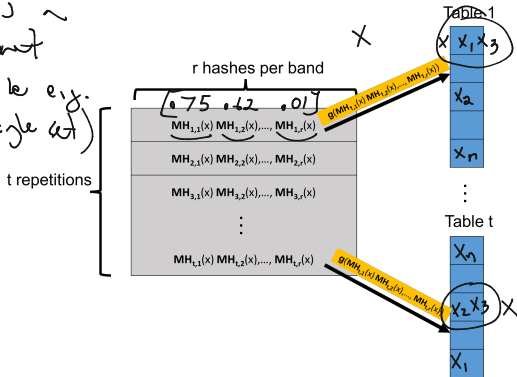 Table 1
X
x x₁ x₃
r hashes per band
[.75 .62 .01]
g(MH₁,₁(x) MH₁,₂(x),..., MH₁,r(x))
MH₁,₁(x) MH₁,₂(x),..., MH₁,r(x)
x₂
MH₂,₁(x) MH₂,₂(x),..., MH₂,r(x)
xₙ
t repetitions
MH₃,₁(x) MH₃,₂(x),..., MH₃,r(x)
⋮
⋮
Table t
xₙ
MHₜ,₁(x) MHₜ,₂(x),..., MHₜ,r(x)
g(MHₜ,₁(x) MHₜ,₂(x),..., MHₜ,r(x))
x₂ x₃ X
x₁